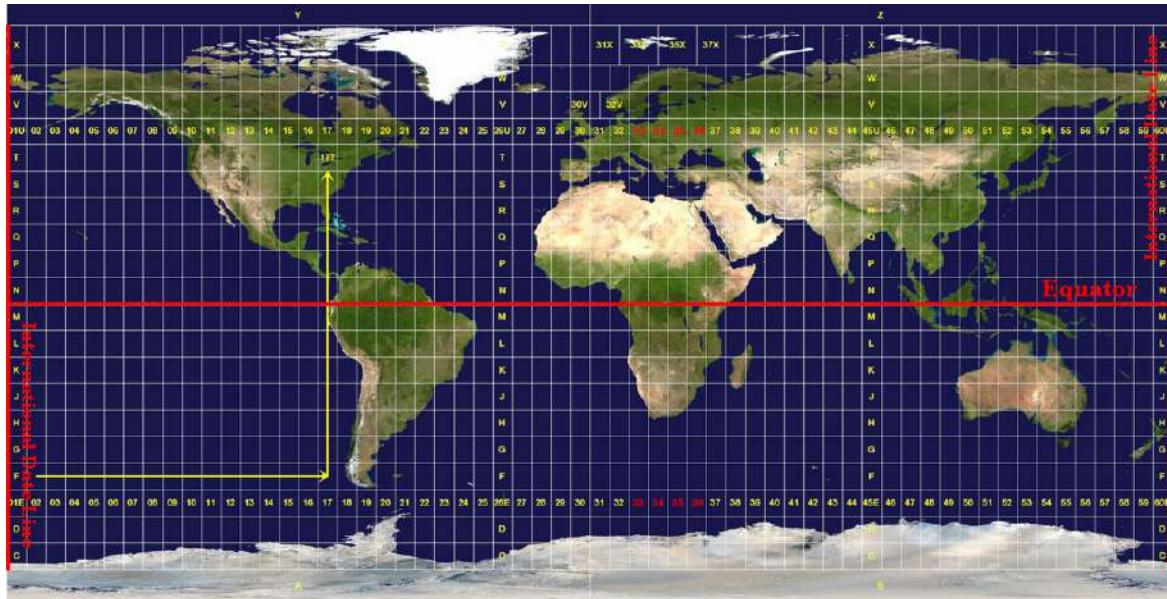 Y Z
X 31X 33X 35X 37X X X
W W W W
V V 30V 32V V V
01U 02 03 04 05 06 07 08 09 10 11 12 13 14 15 16 17 18 19 20 21 22 23 24 25 26U 27 28 29 30 31 32 33 34 35 36 37 38 39 40 41 42 43 44 45U 46 47 48 49 50 51 52 53 54 55 56 57 58 59 60
T 17T T T T
S S S S
R R R R
Q Q Q Q
P P P P
N N N N
International Date Line
Equator
M M M M
L L L L
K K K K
J J J J
H H H H
G G G G
F 17 F F F
01E 02 03 04 05 06 07 08 09 10 11 12 13 14 15 16 17 18 19 20 21 22 23 24 25 26E 27 28 29 30 31 32 33 34 35 36 37 38 39 40 41 42 43 44 45E 46 47 48 49 50 51 52 53 54 55 56 57 58 59 60
D D D D
C C C C
International Date Line
A B